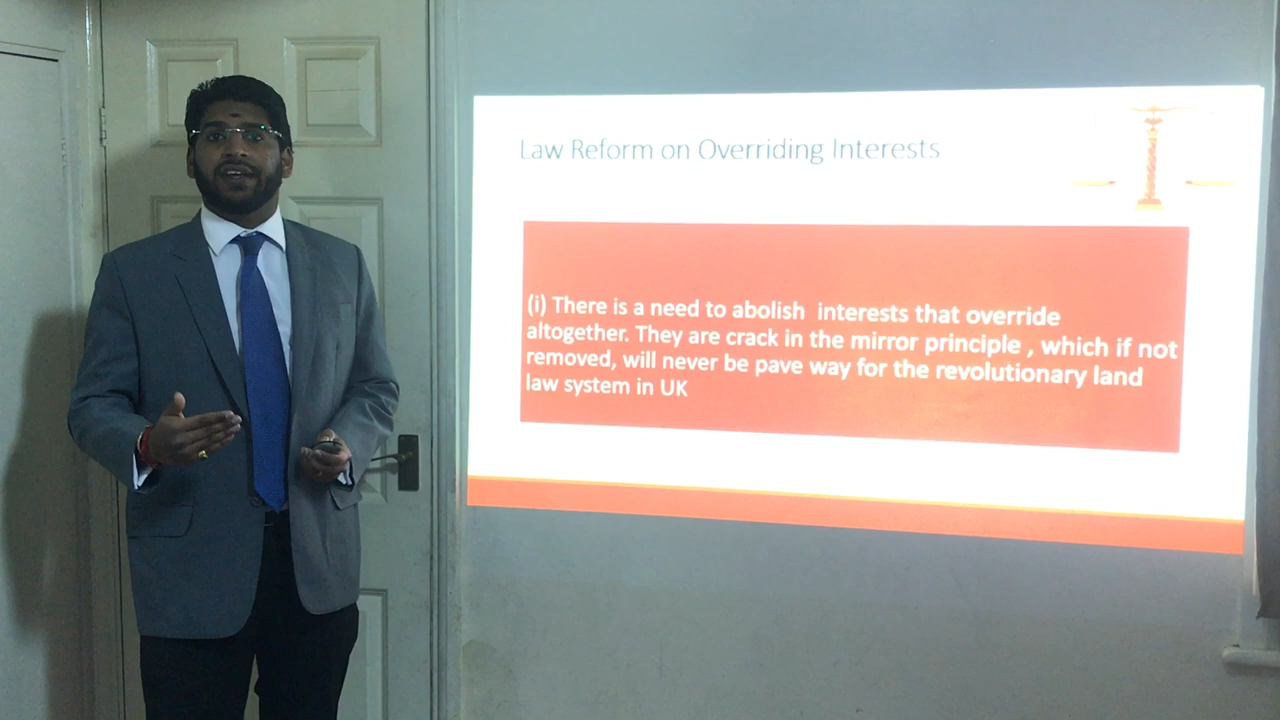 Law Reform on Overriding Interests
(i) There is a need to abolish  interests that override
altogether. They are crack in the mirror principle , which if not
removed, will never be pave way for the revolutionary land
law system in UK